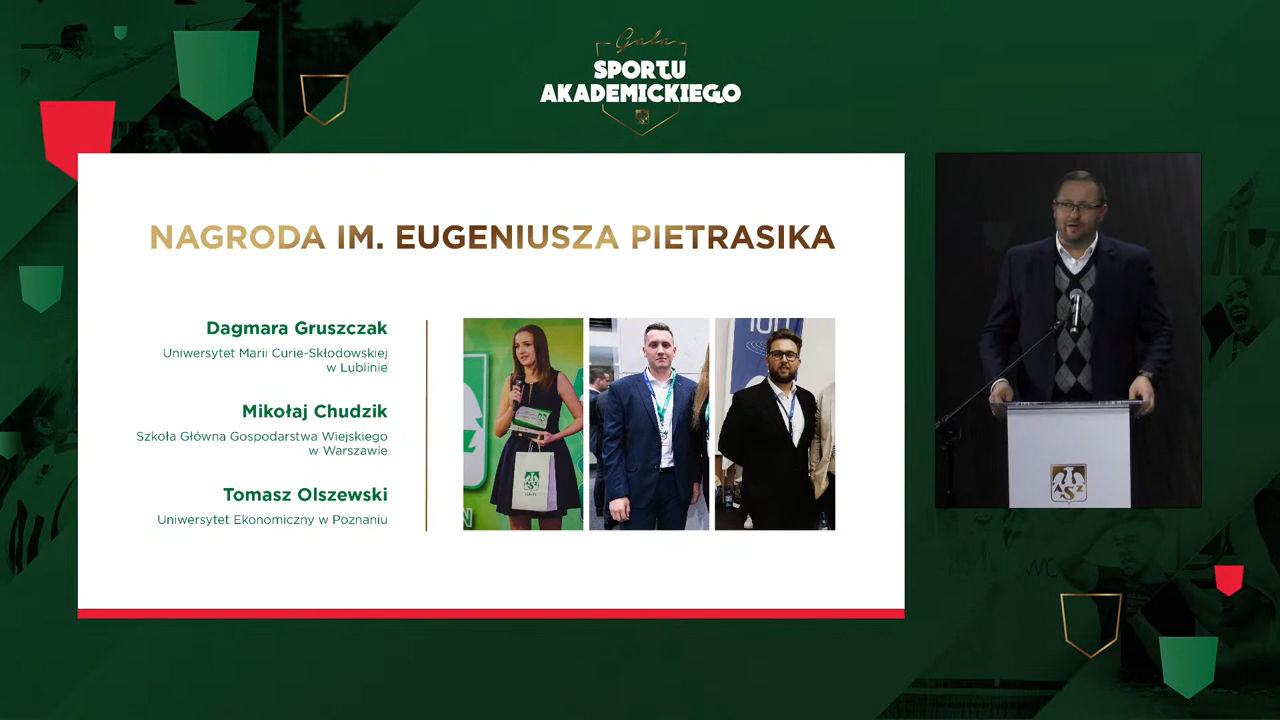 Gala
SPORTU
AKADEMICKIEGO
NAGRODA IM. EUGENIUSZA PIETRASIKA
Dagmara Gruszczak
Uniwersytet Marii Curie-Skłodowskiej
w Lublinie
Mikołaj Chudzik
Szkoła Główna Gospodarstwa Wiejskiego
w Warszawie
Tomasz Olszewski
Uniwersytet Ekonomiczny w Poznaniu
AZS